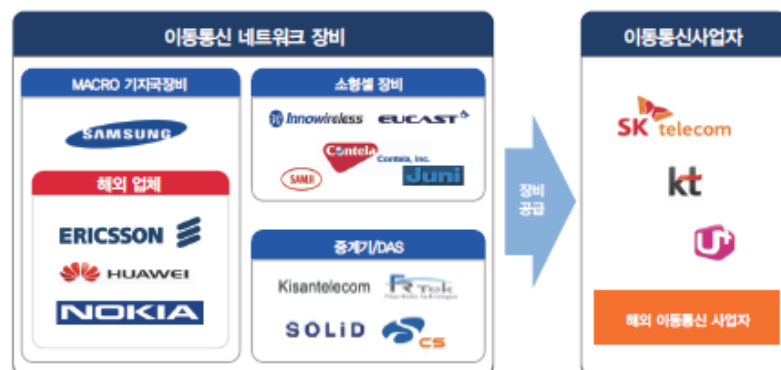 이동통신 네트워크 장비
MACRO 기지국장비
SAMSUNG
해외 업체
ERICSSON
HUAWEI
NOKIA
소형셀 장비
Innowireless EUCAST
Contela
Contela, Inc.
SAMJI Juni
중계기/DAS
Kisantelecom FRTek
SOLiD CS
장비
공급
이동통신사업자
SK telecom
kt
U+
해외 이동통신 사업자